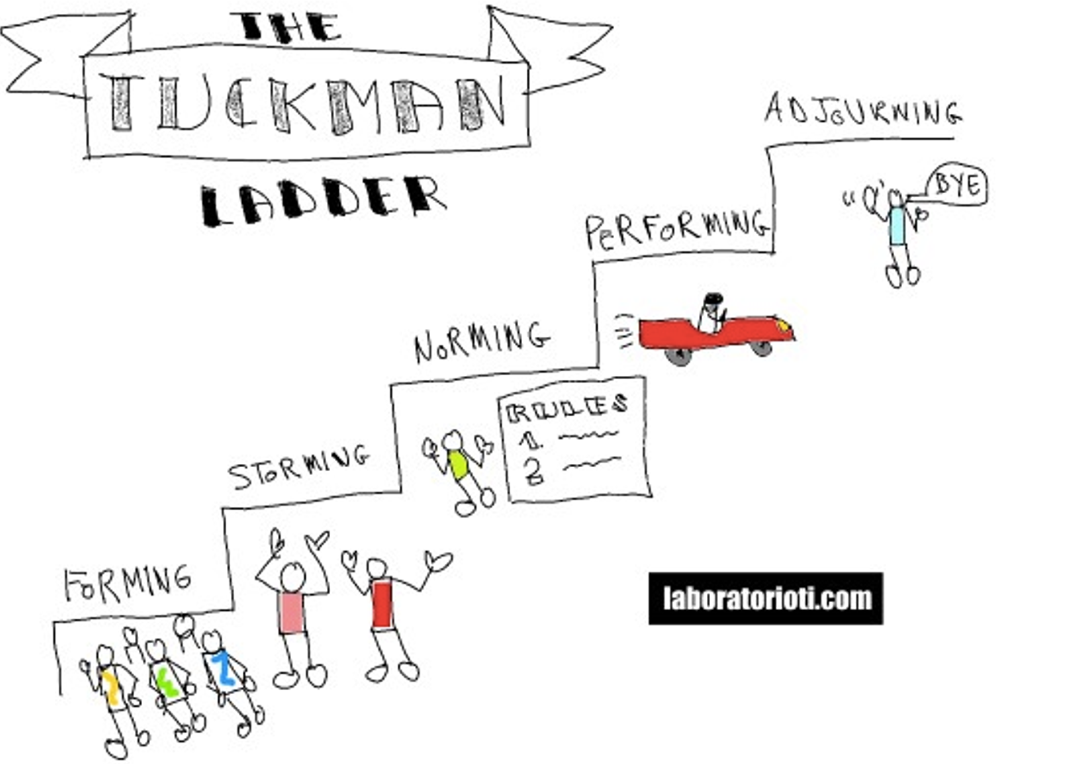 THE
TUCKMAN
LADDER
ADJOURNING
BYE
PERFORMING
NORMING
RULES
1.
2
STORMING
FORMING
laboratorioti.com